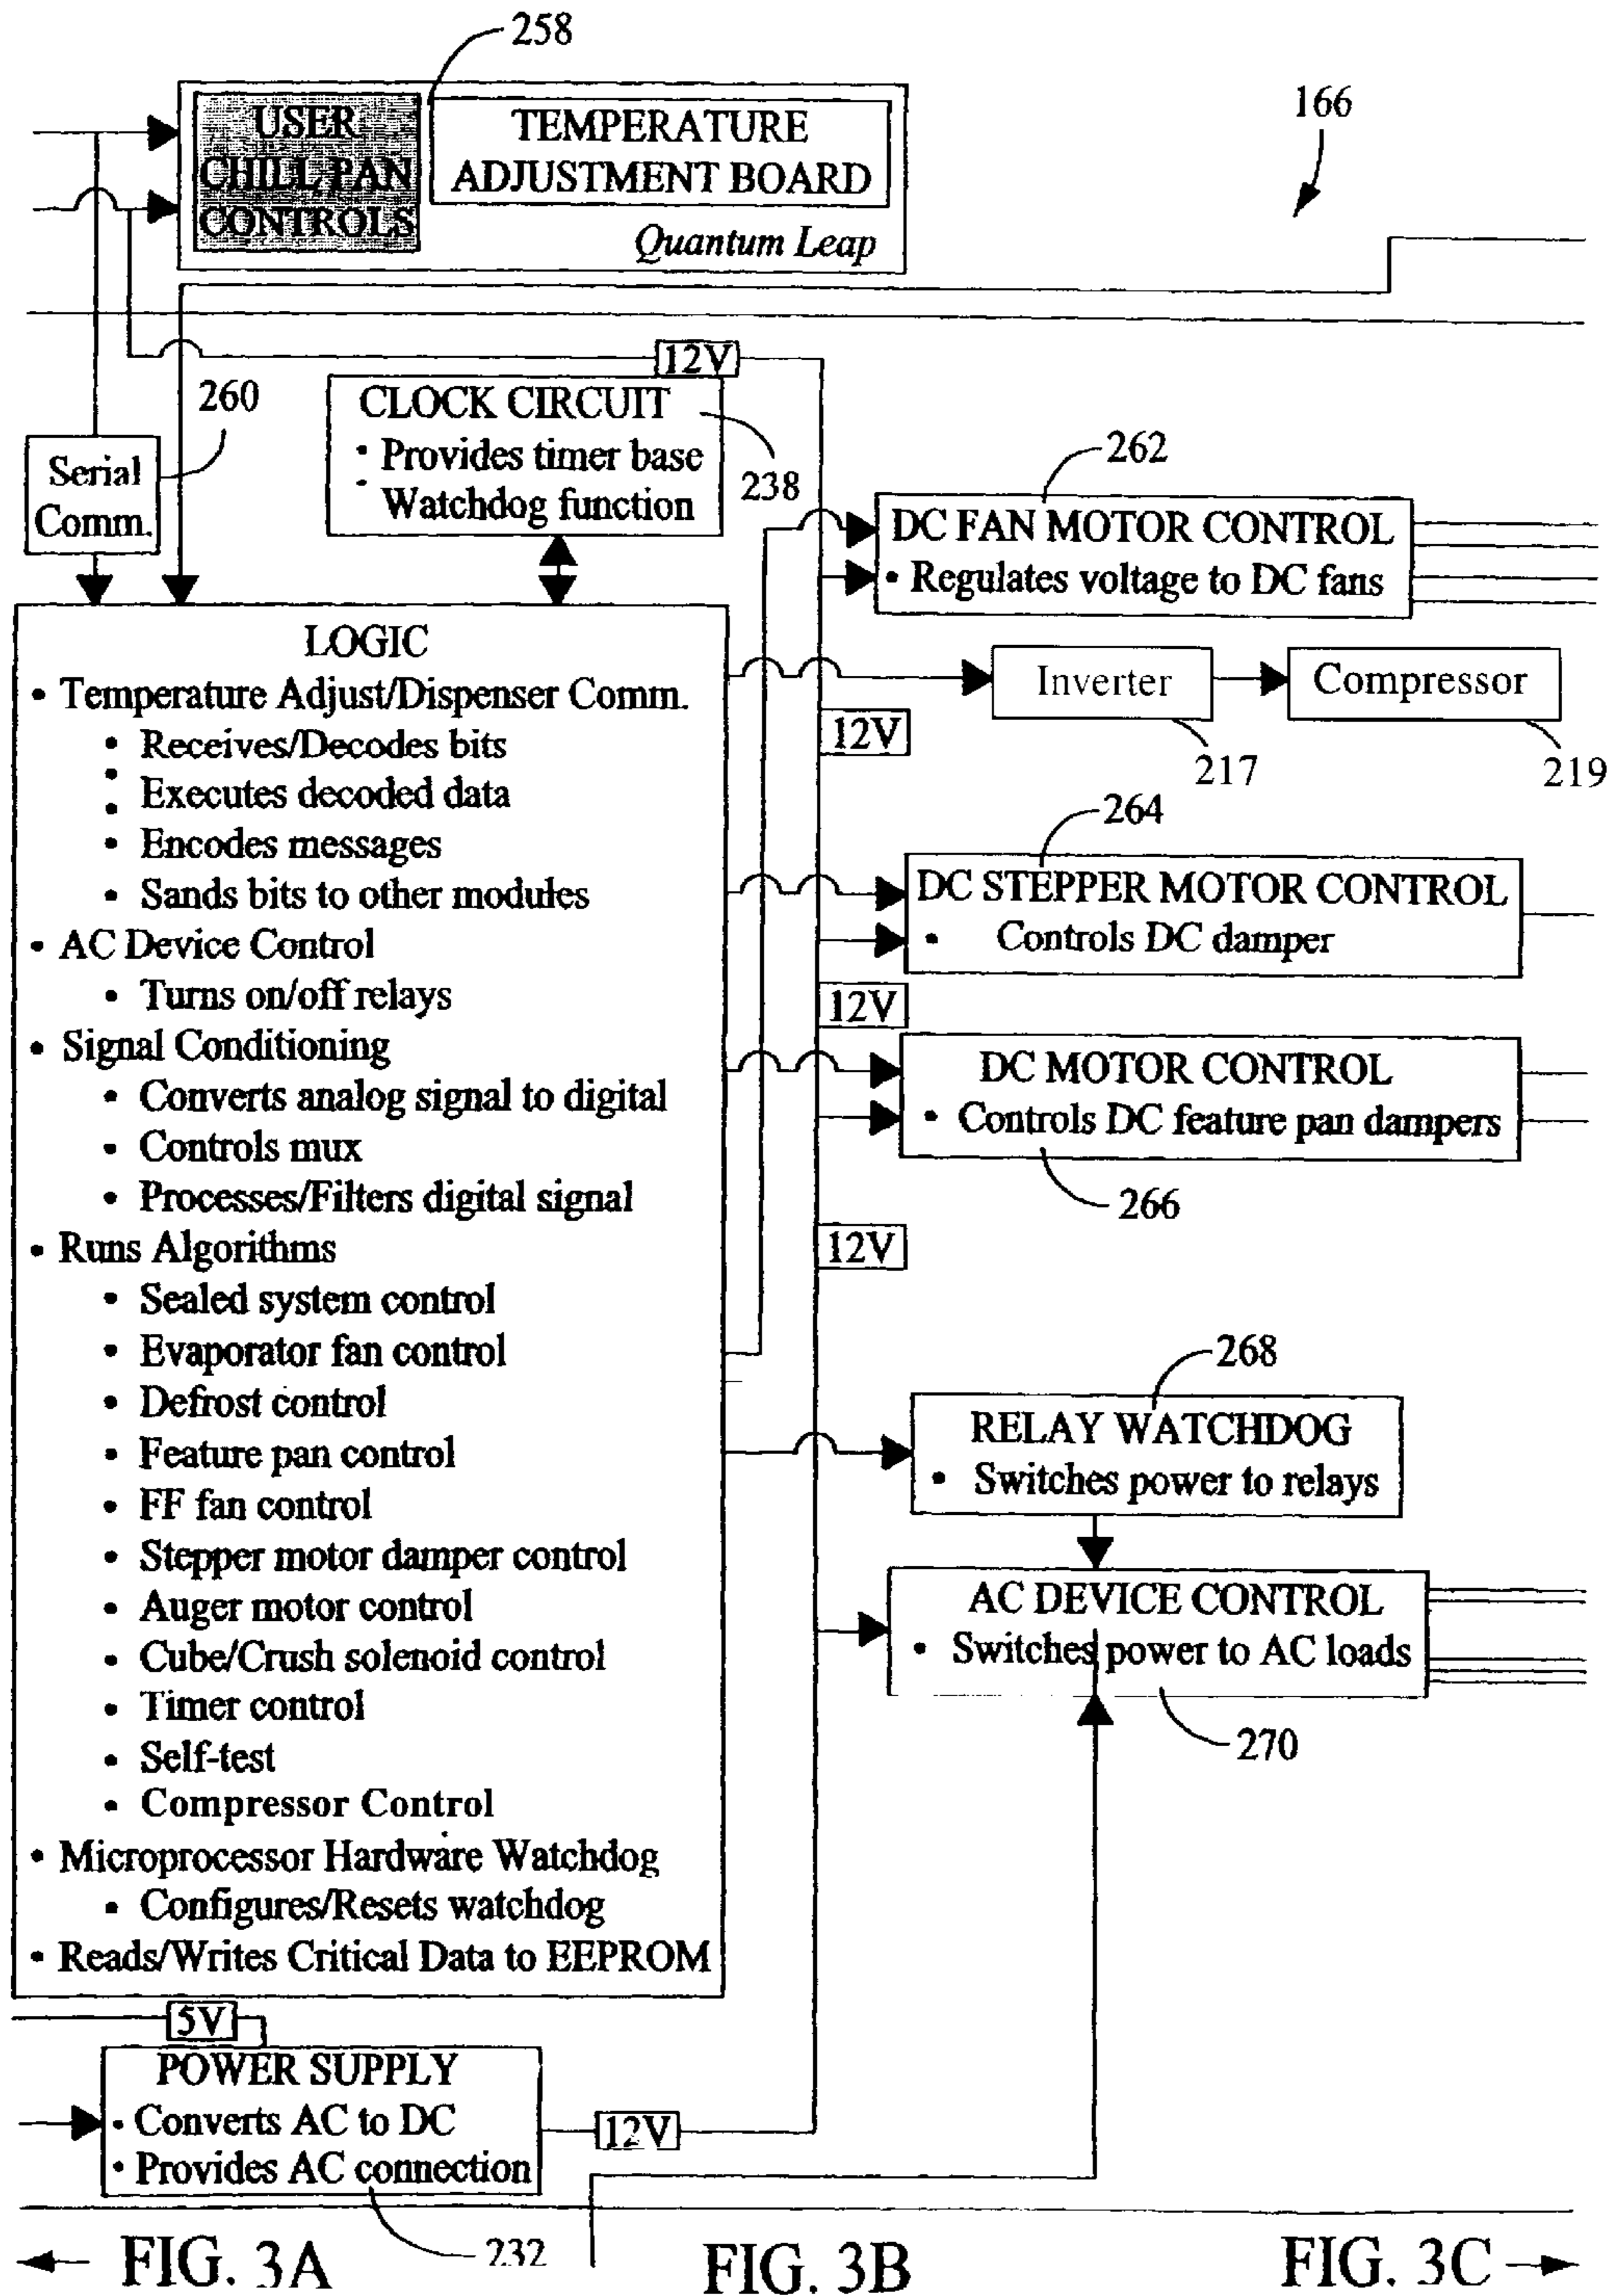 258
USER
CHILL PAN
CONTROLS
TEMPERATURE
ADJUSTMENT BOARD
Quantum Leap
166
12V
260
CLOCK CIRCUIT
• Provides timer base
• Watchdog function
238
Serial
Comm.
262
DC FAN MOTOR CONTROL
• Regulates voltage to DC fans
LOGIC
• Temperature Adjust/Dispenser Comm.
• Receives/Decodes bits
• Executes decoded data
• Encodes messages
• Sands bits to other modules
• AC Device Control
• Turns on/off relays
• Signal Conditioning
• Converts analog signal to digital
• Controls mux
• Processes/Filters digital signal
• Runs Algorithms
• Sealed system control
• Evaporator fan control
• Defrost control
• Feature pan control
• FF fan control
• Stepper motor damper control
• Auger motor control
• Cube/Crush solenoid control
• Timer control
• Self-test
• Compressor Control
• Microprocessor Hardware Watchdog
• Configures/Resets watchdog
• Reads/Writes Critical Data to EEPROM
Inverter
Compressor
217
219
12V
264
DC STEPPER MOTOR CONTROL
• Controls DC damper
12V
DC MOTOR CONTROL
• Controls DC feature pan dampers
266
12V
268
RELAY WATCHDOG
• Switches power to relays
AC DEVICE CONTROL
• Switches power to AC loads
270
5V
POWER SUPPLY
• Converts AC to DC
• Provides AC connection
12V
232
FIG. 3A
FIG. 3B
FIG. 3C